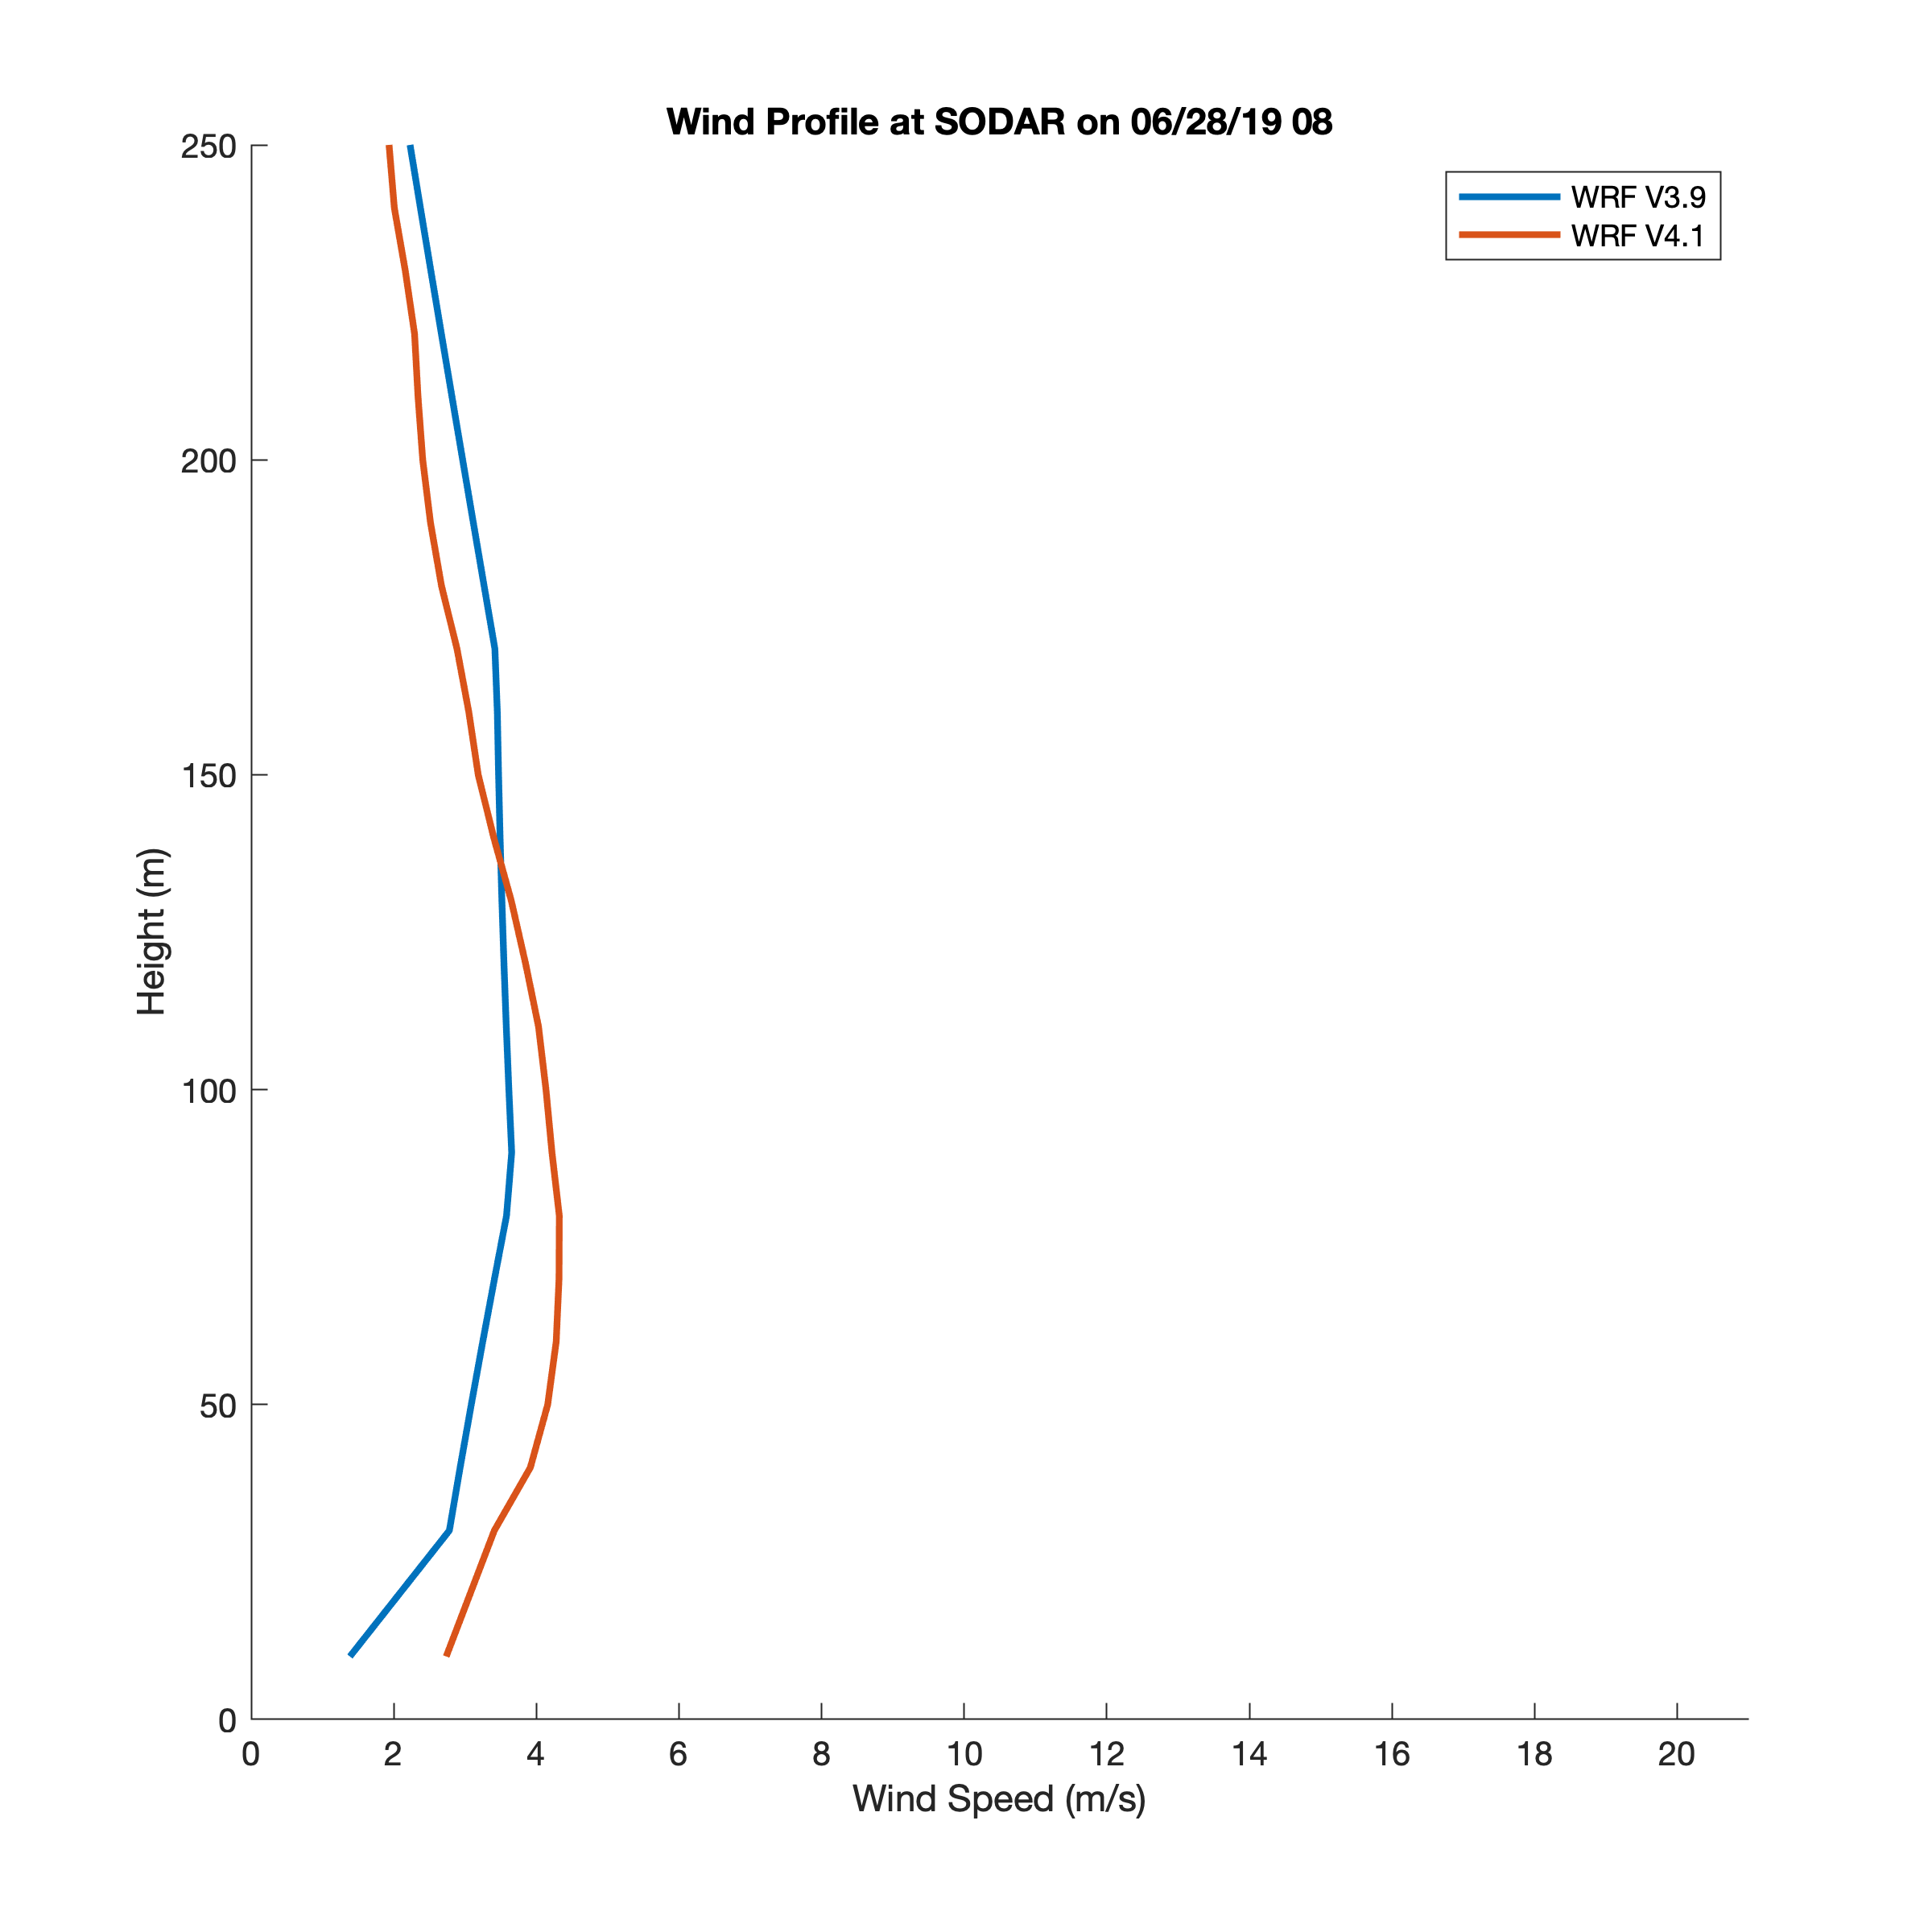 Wind Profile at SODAR on 06/28/19 08
WRF V3.9
WRF V4.1
250
200
150
100
50
0
Height (m)
0 2 4 6 8 10 12 14 16 18 20
Wind Speed (m/s)